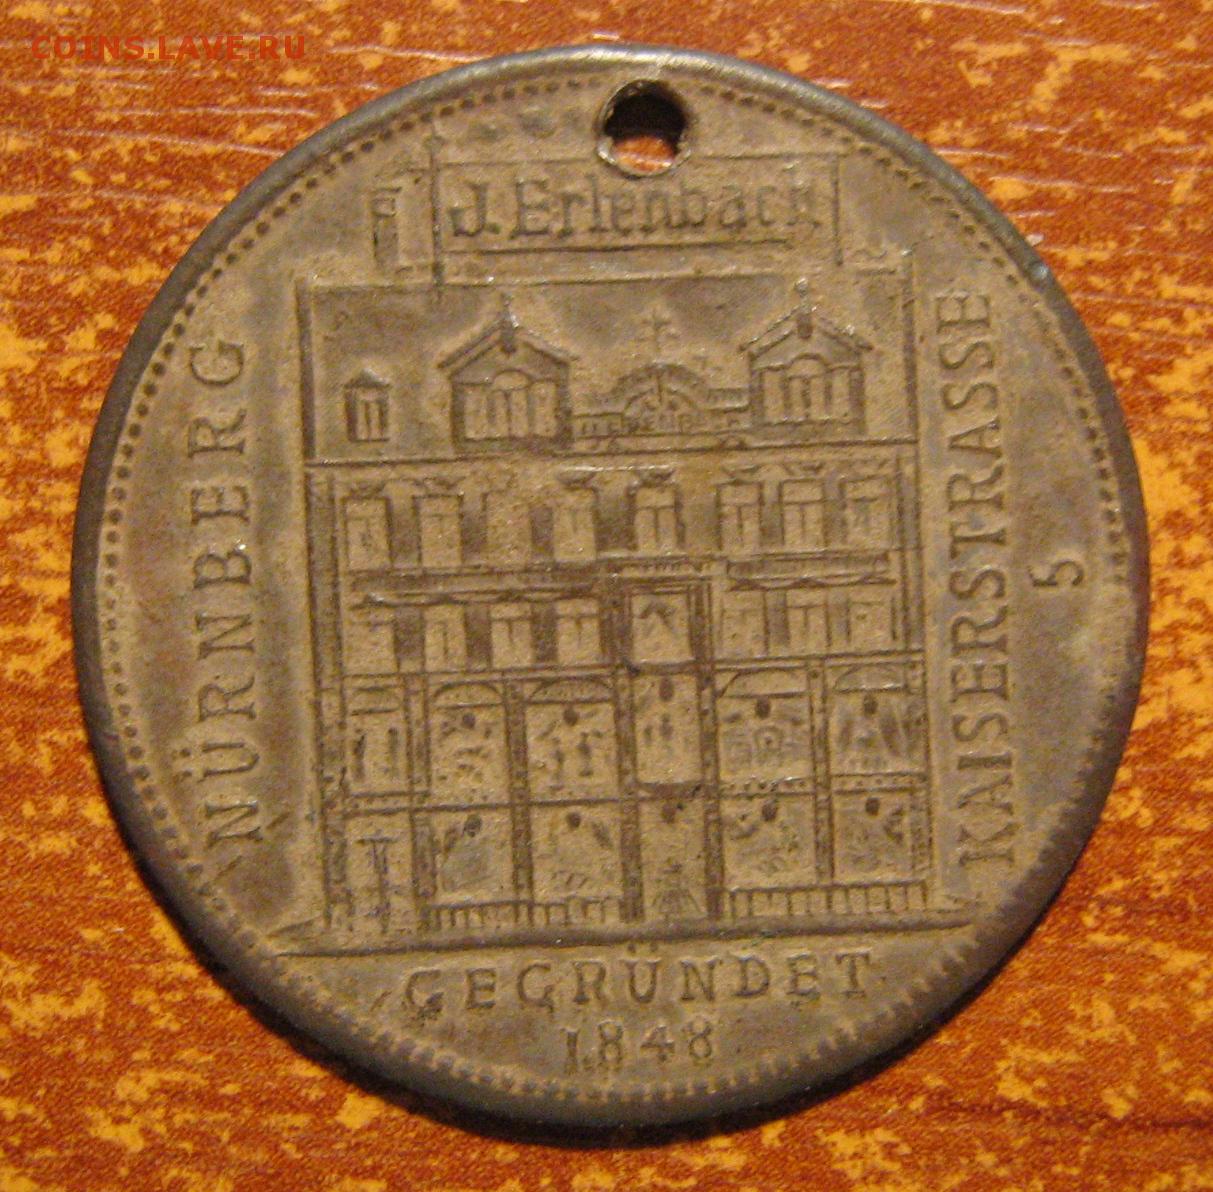 COINS.LAVE.RU
J. Erlenbach
NÜRNBERG
KAISERSTRASSE
5
GEGRÜNDET
1848